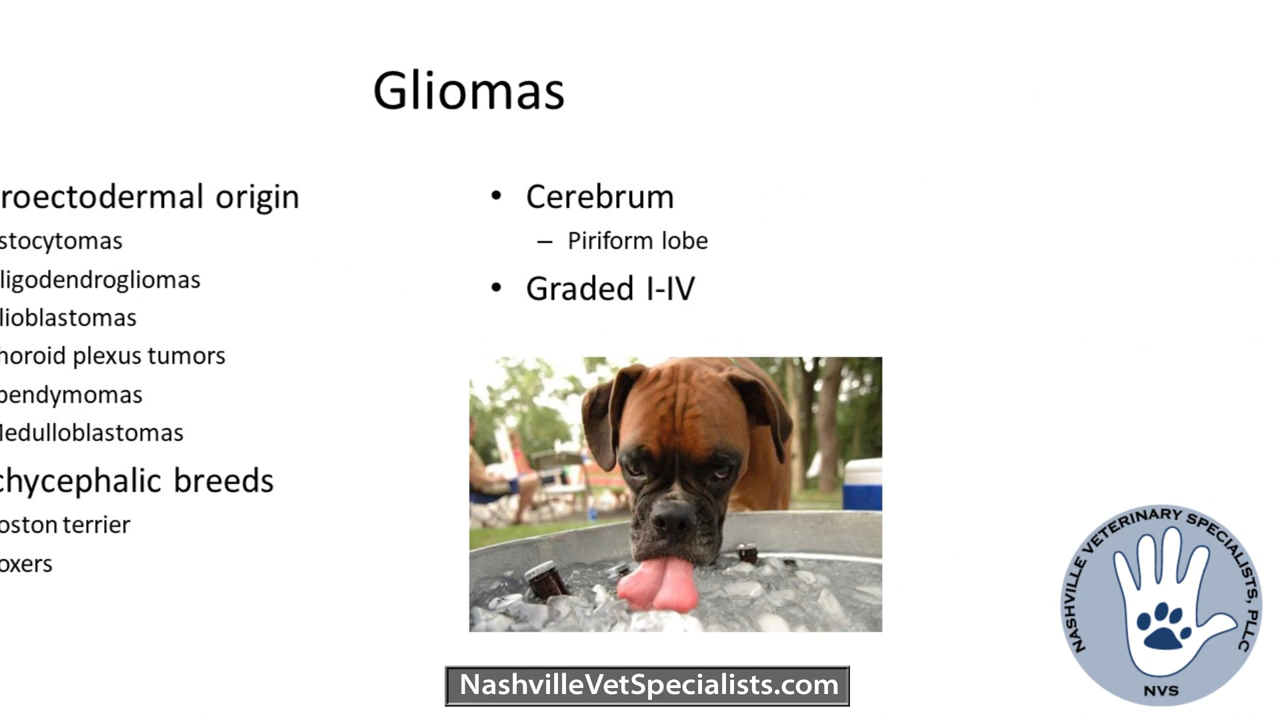 Gliomas
roectodermal origin
stocytomas
ligodendrogliomas
lioblastomas
horoid plexus tumors
pendymomas
Medulloblastomas
chycephalic breeds
oston terrier
oxers
• Cerebrum
– Piriform lobe
• Graded I-IV
NashvilleVetSpecialists.com
NASHVILLE VETERINARY SPECIALISTS, PLLC
NVS